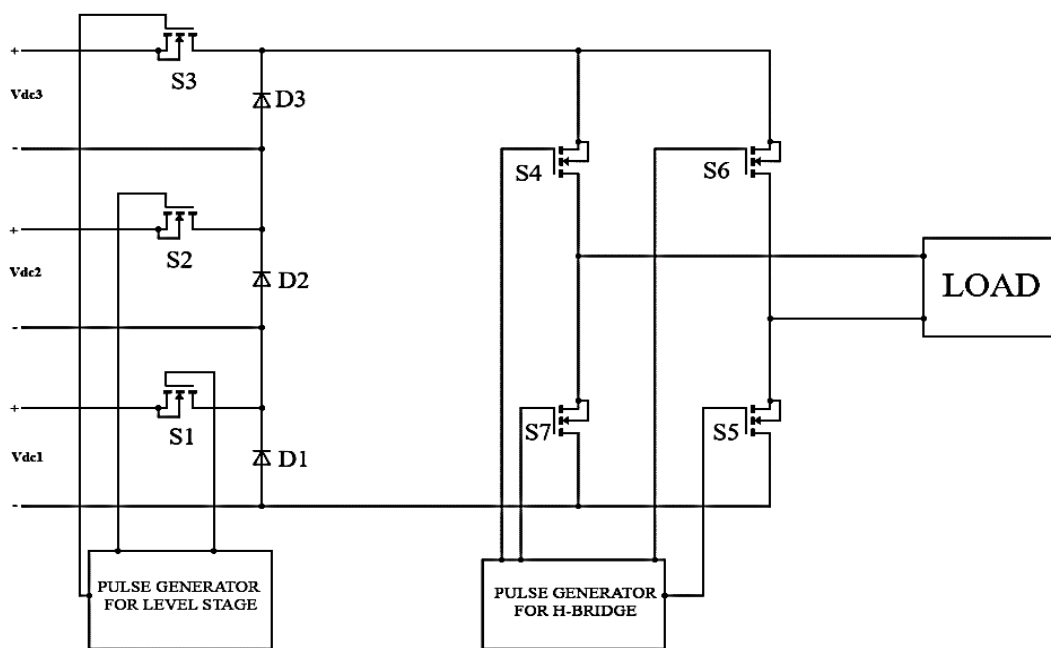 +
S3
Vdc3
D3
-
S4
S6
+
S2
Vdc2
D2
LOAD
-
+
S1
S7
S5
Vdc1
D1
-
PULSE GENERATOR
FOR LEVEL STAGE
PULSE GENERATOR
FOR H-BRIDGE